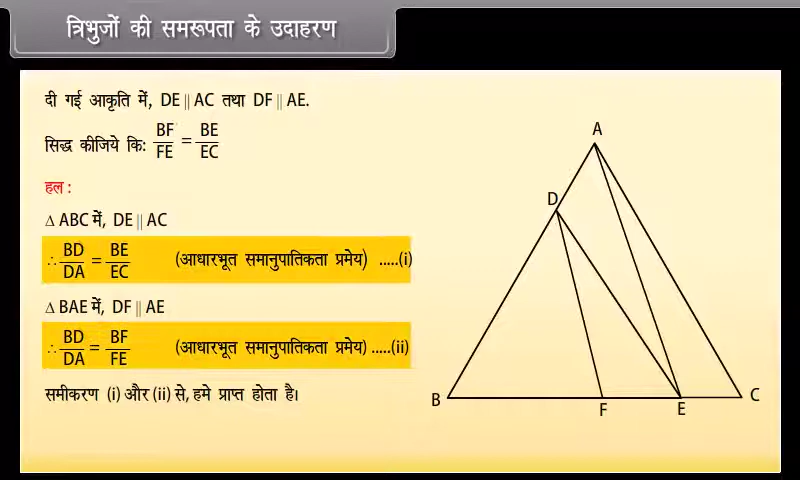 त्रिभुजों की समरूपता के उदाहरण
दी गई आकृति में, DE || AC तथा DF || AE.
सिद्ध कीजिये कि: BF/FE = BE/EC
हल :
Δ ABC में, DE || AC
∴ BD/DA = BE/EC (आधारभूत समानुपातिकता प्रमेय) .....(i)
Δ BAE में, DF || AE
∴ BD/DA = BF/FE (आधारभूत समानुपातिकता प्रमेय) .....(ii)
समीकरण (i) और (ii) से, हमे प्राप्त होता है।
A
D
B
F
E
C